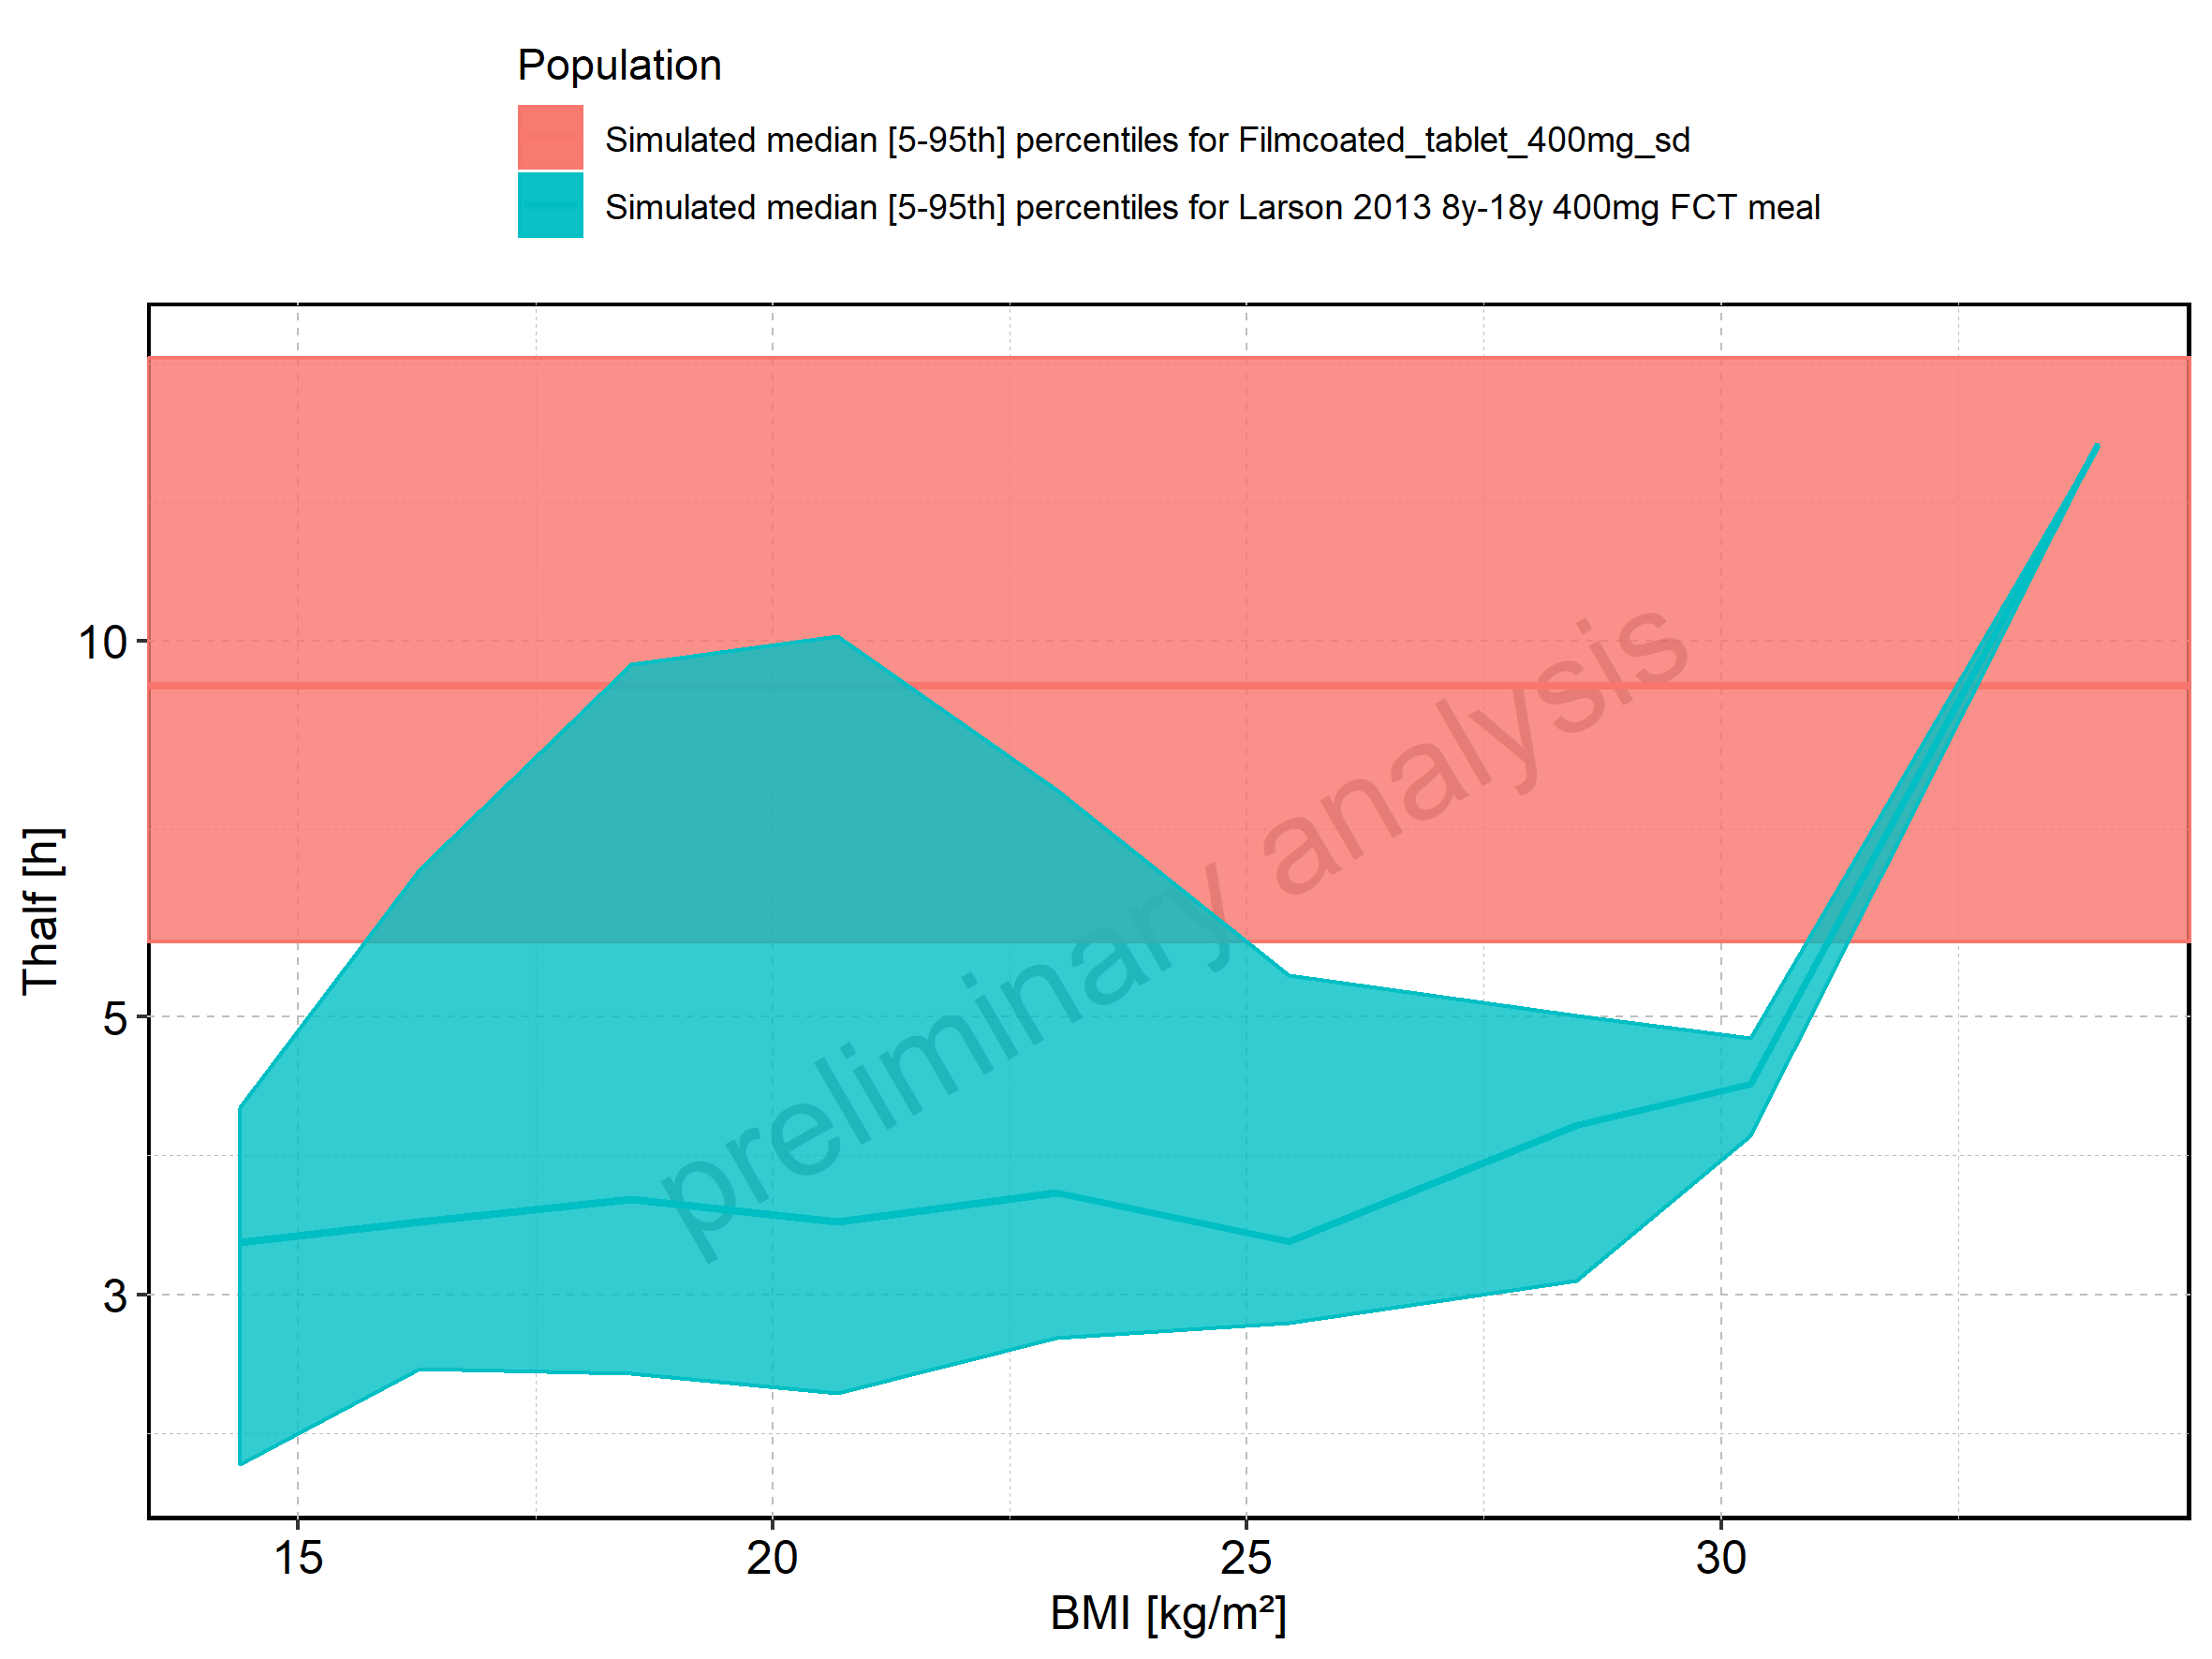 Population
Simulated median [5-95th] percentiles for Filmcoated_tablet_400mg_sd
Simulated median [5-95th] percentiles for Larson 2013 8y-18y 400mg FCT meal
10
5
3
Thalf [h]
preliminary analysis
15 20 25 30
BMI [kg/m²]